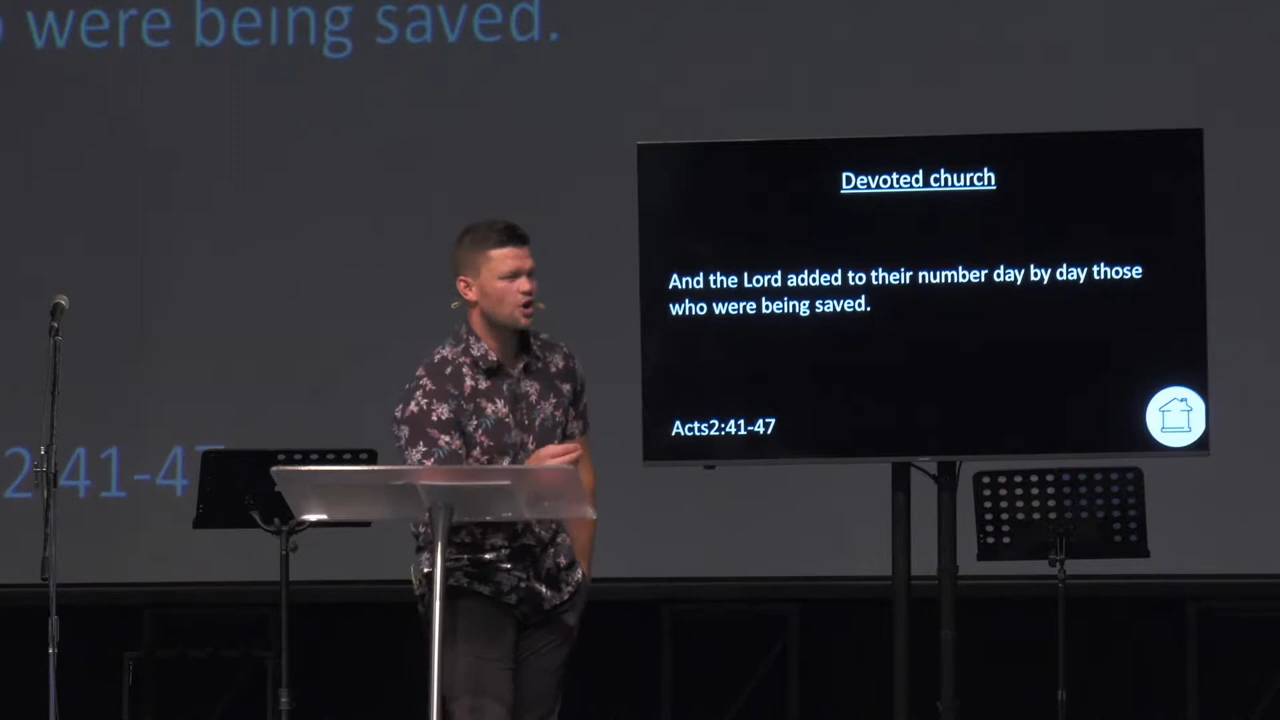 were being saved.
Devoted church
And the Lord added to their number day by day those
who were being saved.
Acts2:41-47
2:41-47